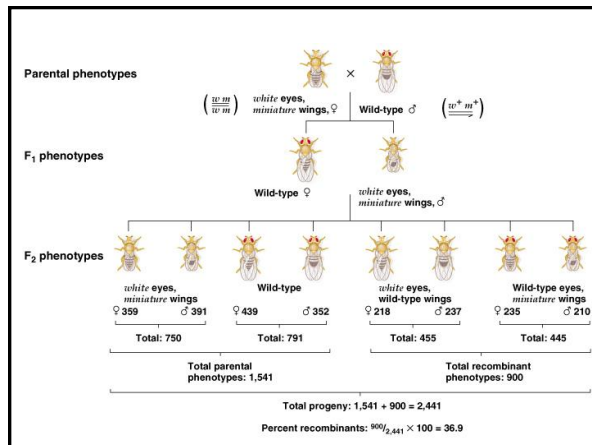 Parental phenotypes
×
( w m / w m ) white eyes, miniature wings, ♀
Wild-type ♂ ( w⁺ m⁺ )
F₁ phenotypes
Wild-type ♀
white eyes,
miniature wings, ♂
F₂ phenotypes
white eyes,
miniature wings
Wild-type
white eyes,
wild-type wings
Wild-type eyes,
miniature wings
♀ 359 ♂ 391 ♀ 439 ♂ 352 ♀ 218 ♂ 237 ♀ 235 ♂ 210
Total: 750 Total: 791 Total: 455 Total: 445
Total parental
phenotypes: 1,541
Total recombinant
phenotypes: 900
Total progeny: 1,541 + 900 = 2,441
Percent recombinants: 900/2,441 × 100 = 36.9